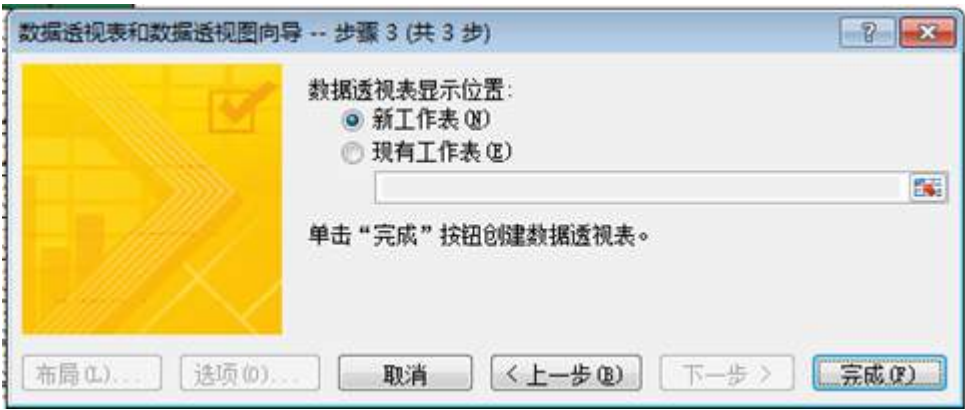 数据透视表和数据透视图向导 -- 步骤 3 (共 3 步)
数据透视表显示位置:
新工作表(N)
现有工作表(E)
单击“完成”按钮创建数据透视表。
布局(L)... 选项(O)... 取消 < 上一步(B) 下一步 > 完成(F)